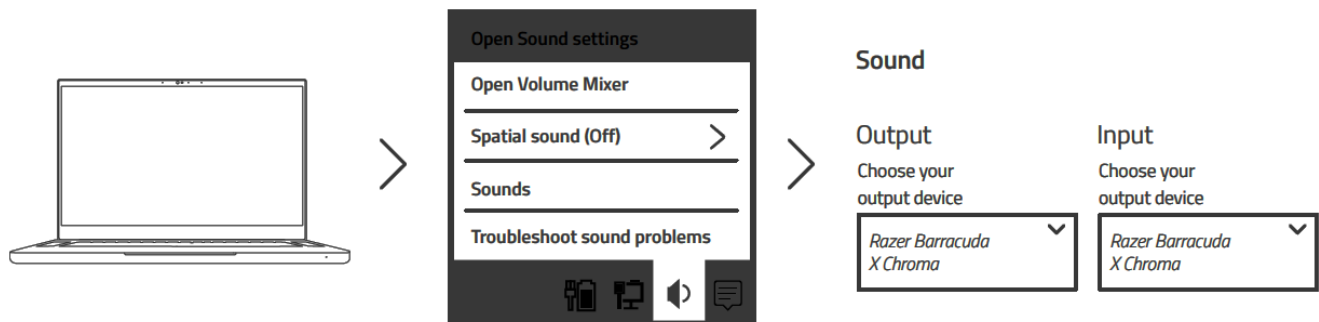 Open Sound settings
Open Volume Mixer
Spatial sound (Off)
Sounds
Troubleshoot sound problems
Sound
Output
Choose your
output device
Razer Barracuda
X Chroma
Input
Choose your
output device
Razer Barracuda
X Chroma